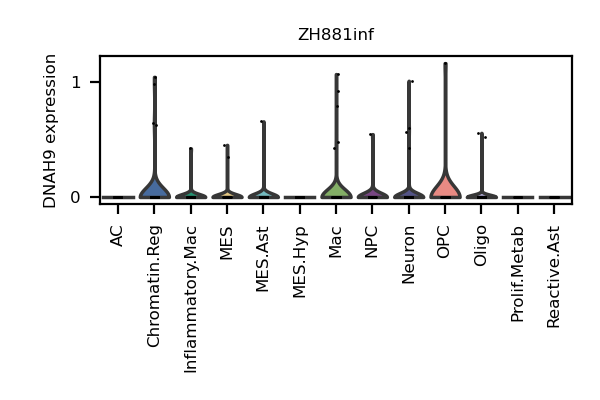 ZH881inf
DNAH9 expression
1
0
AC
Chromatin.Reg
Inflammatory.Mac
MES
MES.Ast
MES.Hyp
Mac
NPC
Neuron
OPC
Oligo
Prolif.Metab
Reactive.Ast